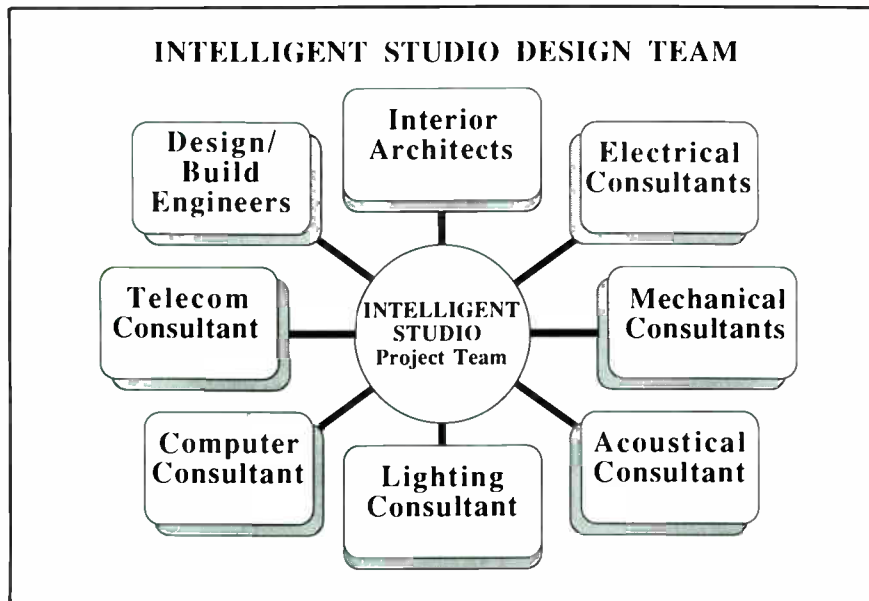 INTELLIGENT STUDIO DESIGN TEAM
Interior
Architects
Design/
Build
Engineers
Electrical
Consultants
Telecom
Consultant
INTELLIGENT
STUDIO
Project Team
Mechanical
Consultants
Computer
Consultant
Lighting
Consultant
Acoustical
Consultant